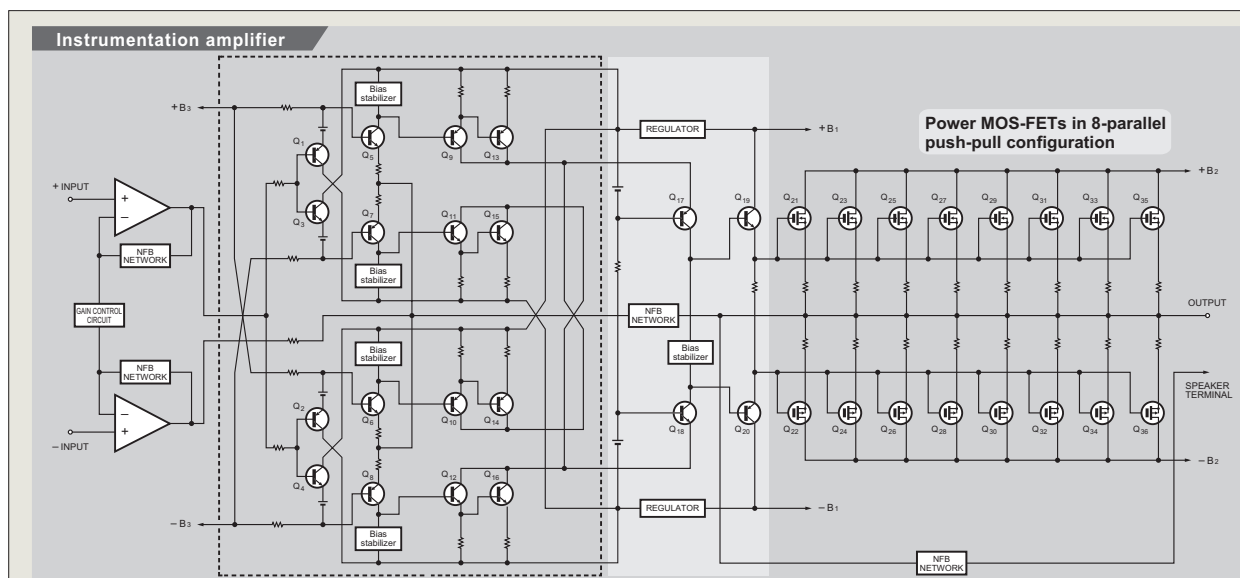 Instrumentation amplifier
Bias
stabilizer
+B3
REGULATOR
+B1
Power MOS-FETs in 8-parallel
push-pull configuration
Q1
Q5
Q9
Q13
+B2
+ INPUT
+
−
Q3
Q7
Q11
Q15
Q17
Q19
Q21
Q23
Q25
Q27
Q29
Q31
Q33
Q35
NFB
NETWORK
Bias
stabilizer
GAIN CONTROL
CIRCUIT
NFB
NETWORK
OUTPUT
Bias
stabilizer
Bias
stabilizer
NFB
NETWORK
SPEAKER
TERMINAL
Q2
Q6
Q10
Q14
−
+
− INPUT
Q18
Q20
Q22
Q24
Q26
Q28
Q30
Q32
Q34
Q36
Q4
Q8
Q12
Q16
−B2
−B3
REGULATOR
−B1
Bias
stabilizer
NFB
NETWORK